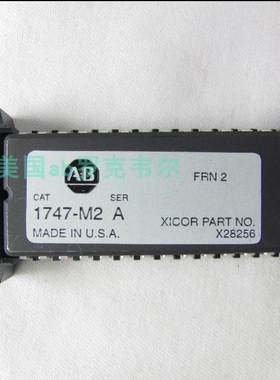 美国ab罗克韦尔
AB
FRN 2
CAT SER
1747-M2 A
XICOR PART NO.
MADE IN U.S.A.
X28256